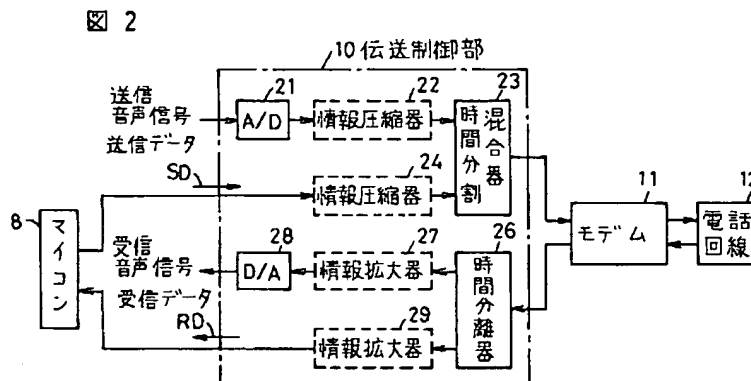 図 2
10 伝送制御部
送信
音声信号
21
A/D
22
情報圧縮器
23
時間分割
混合器
送信データ
SD
24
情報圧縮器
8
マイコン
11
モデム
12
電話
回線
受信
音声信号
28
D/A
27
情報拡大器
26
時間分離器
受信データ
RD
29
情報拡大器